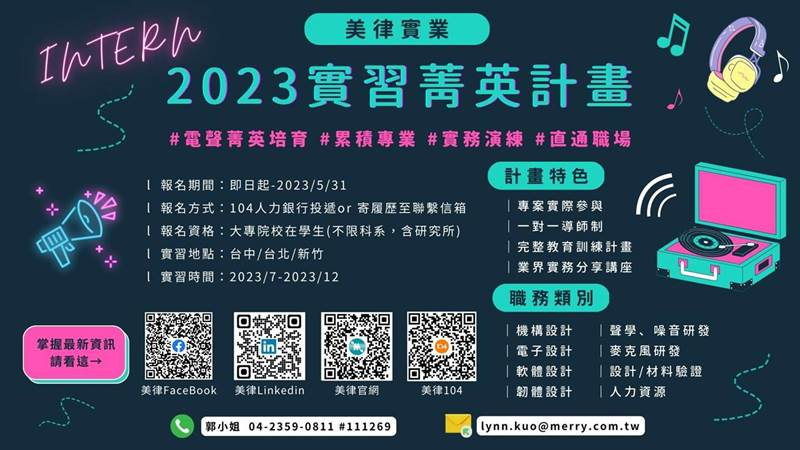 InTERn
美律實業
2023實習菁英計畫
#電聲菁英培育 #累積專業 #實務演練 #直通職場
l 報名期間：即日起-2023/5/31
l 報名方式：104人力銀行投遞or 寄履歷至聯繫信箱
l 報名資格：大專院校在學生(不限科系，含研究所)
l 實習地點：台中/台北/新竹
l 實習時間：2023/7-2023/12
計畫特色
｜專案實際參與
｜一對一導師制
｜完整教育訓練計畫
｜業界實務分享講座
職務類別
｜機構設計 ｜聲學、噪音研發
｜電子設計 ｜麥克風研發
｜軟體設計 ｜設計/材料驗證
｜韌體設計 ｜人力資源
掌握最新資訊
請看這→
in
104
美律FaceBook
美律Linkedin
美律官網
美律104
郭小姐 04-2359-0811 #111269
lynn.kuo@merry.com.tw